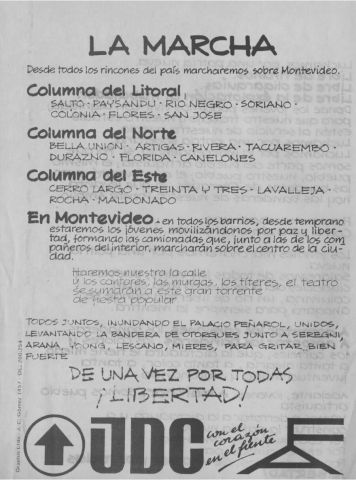 LA MARCHA
Desde todos los rincones del país marcharemos sobre Montevideo.
Columna del Litoral
SALTO · PAYSANDU · RIO NEGRO · SORIANO ·
COLONIA · FLORES · SAN JOSE
Columna del Norte
BELLA UNION · ARTIGAS · RIVERA · TACUAREMBO ·
DURAZNO · FLORIDA · CANELONES
Columna del Este
CERRO LARGO · TREINTA Y TRES · LAVALLEJA ·
ROCHA · MALDONADO
En Montevideo - en todos los barrios, desde temprano
estaremos los jóvenes movilizándonos por paz y liber-
tad, formando las camionadas que, junto a las de los com
pañeros del interior, marcharán sobre el centro de la ciu-
dad.
Haremos nuestra la calle
y los cantores, las murgas, los títeres, el teatro
se sumarán a este gran torrente
de fiesta popular
TODOS JUNTOS, INUNDANDO EL PALACIO PEÑAROL, UNIDOS,
LEVANTANDO LA BANDERA DE OTORGUES JUNTO A SEREGNI,
ARANA, YOUNG, LESCANO, MIERES, PARA GRITAR BIEN
FUERTE
DE UNA VEZ POR TODAS
¡LIBERTAD!
JDC
con el
corazón
en el frente